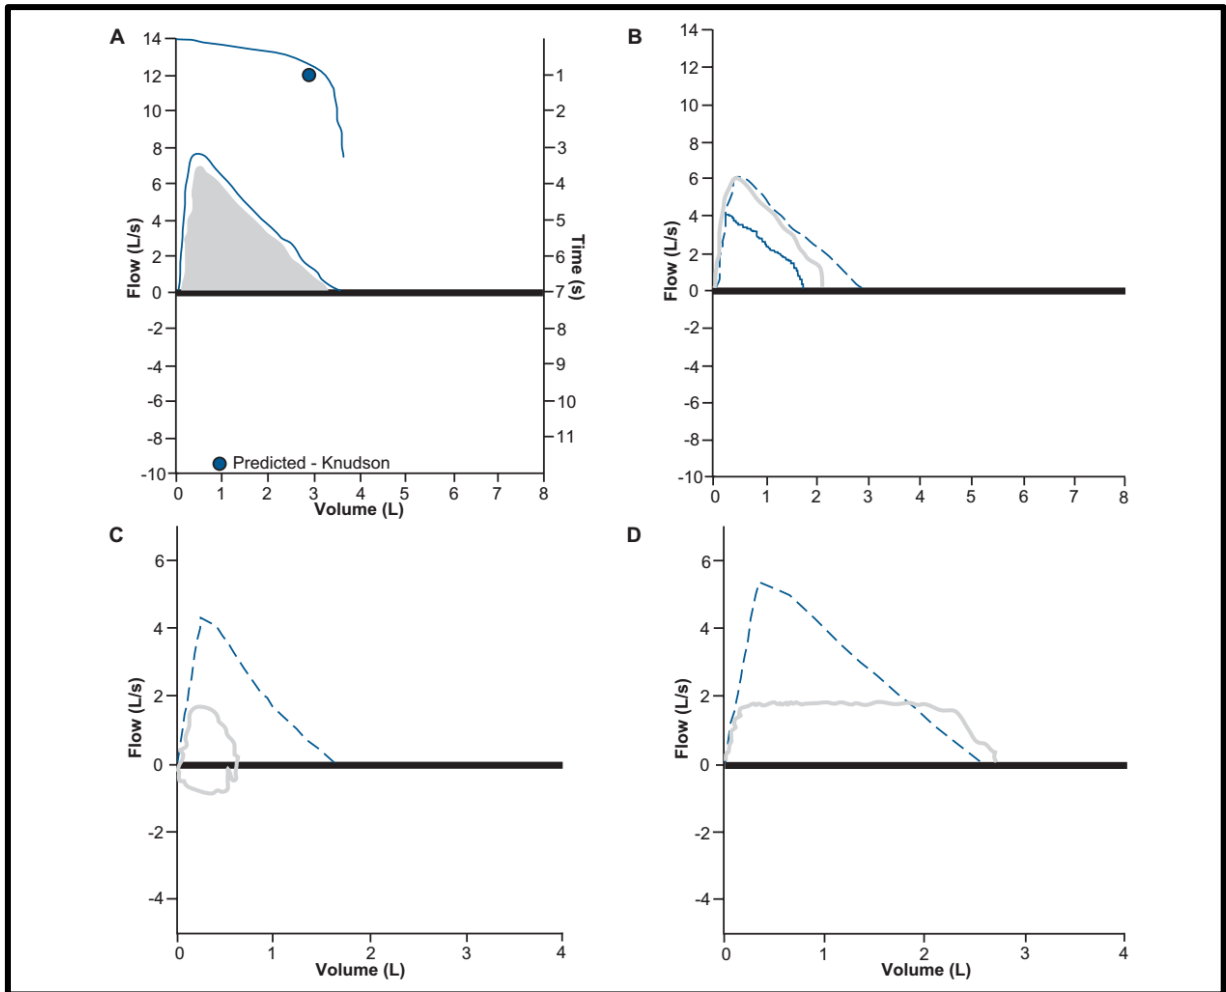 A
14
12
10
8
6
4
2
0
-2
-4
-6
-8
-10
Flow (L/s)
1
2
3
4
5
6
7
8
9
10
11
Time (s)
Predicted - Knudson
0 1 2 3 4 5 6 7 8
Volume (L)
B
14
12
10
8
6
4
2
0
-2
-4
-6
-8
-10
Flow (L/s)
0 1 2 3 4 5 6 7 8
C
6
4
2
0
-2
-4
Flow (L/s)
0 1 2 3 4
Volume (L)
D
6
4
2
0
-2
-4
Flow (L/s)
0 1 2 3 4
Volume (L)